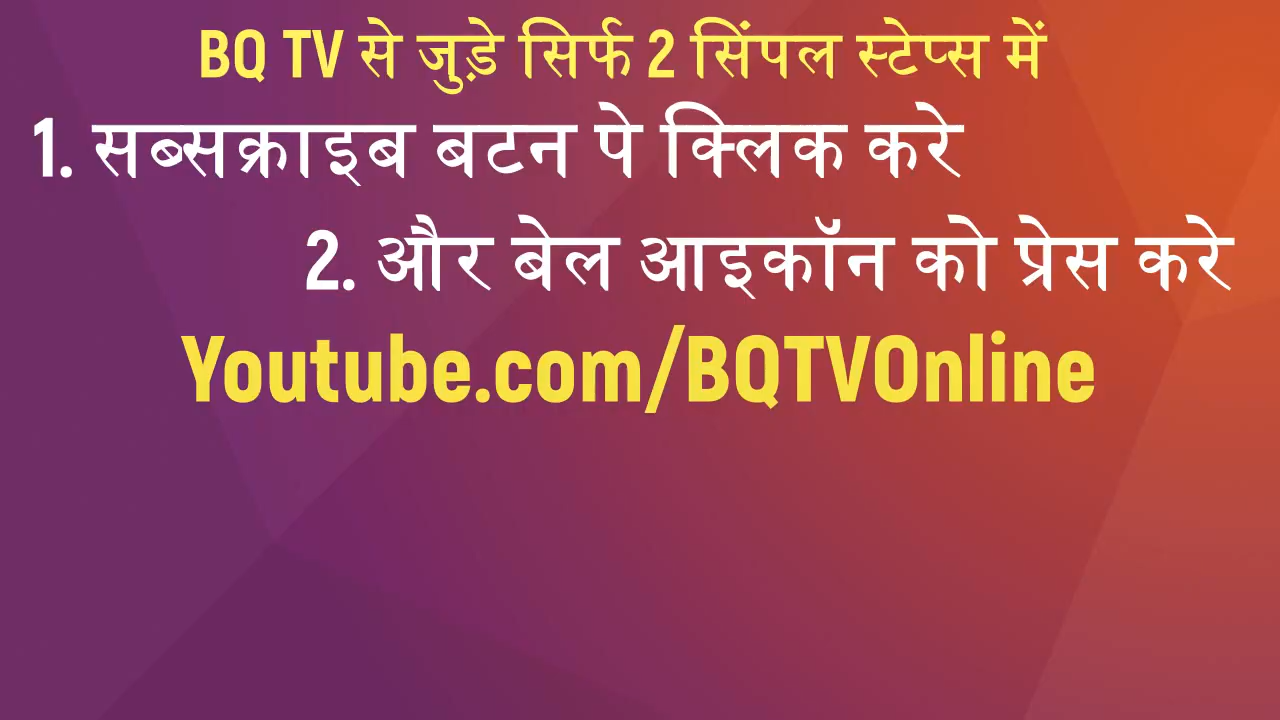 BQ TV से जुड़े सिर्फ 2 सिंपल स्टेप्स में
1. सब्सक्राइब बटन पे क्लिक करे
2. और बेल आइकॉन को प्रेस करे
Youtube.com/BQTVOnline